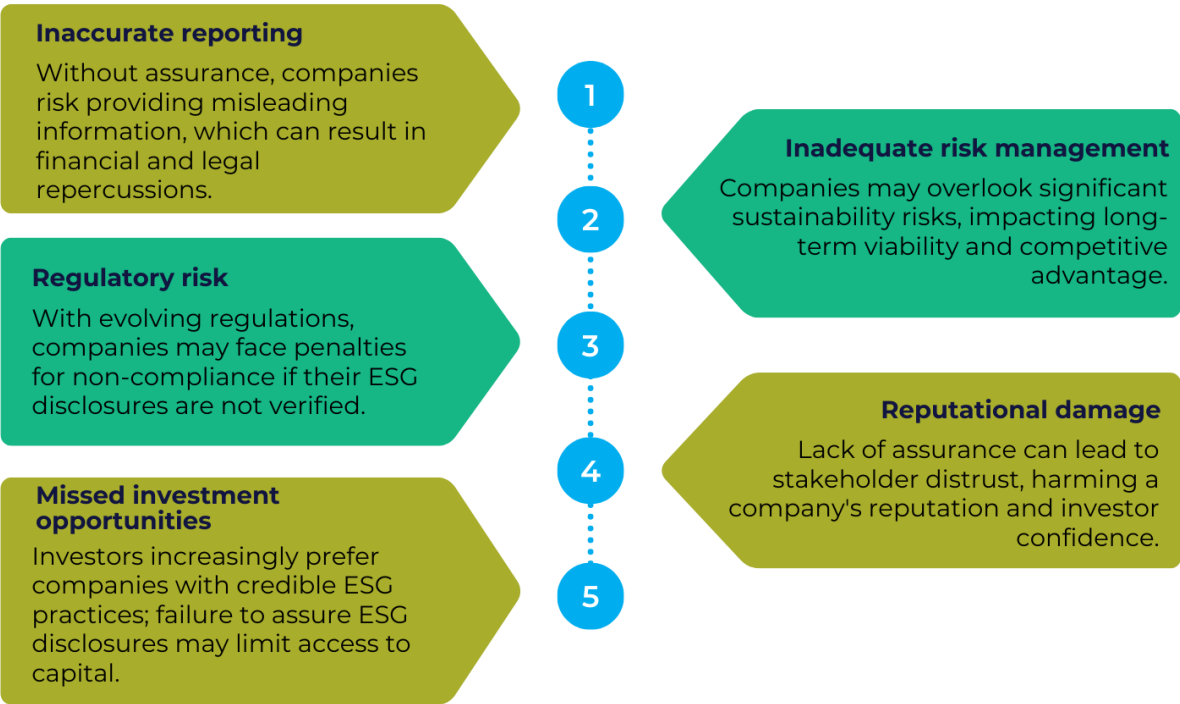 Inaccurate reporting
Without assurance, companies
risk providing misleading
information, which can result in
financial and legal
repercussions.
1
Inadequate risk management
Companies may overlook significant
sustainability risks, impacting long-
term viability and competitive
advantage.
2
Regulatory risk
With evolving regulations,
companies may face penalties
for non-compliance if their ESG
disclosures are not verified.
3
Reputational damage
Lack of assurance can lead to
stakeholder distrust, harming a
company's reputation and investor
confidence.
4
Missed investment
opportunities
Investors increasingly prefer
companies with credible ESG
practices; failure to assure ESG
disclosures may limit access to
capital.
5